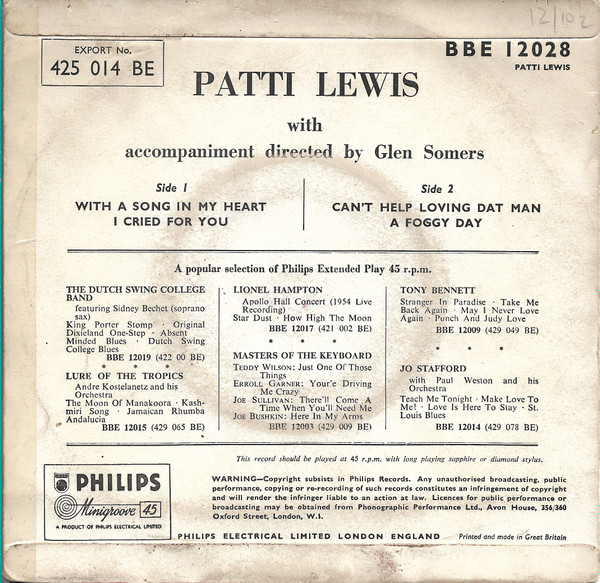 12/102
EXPORT No.
425 014 BE
BBE 12028
PATTI LEWIS
PATTI LEWIS
with
accompaniment directed by Glen Somers
Side 1
WITH A SONG IN MY HEART
I CRIED FOR YOU
Side 2
CAN'T HELP LOVING DAT MAN
A FOGGY DAY
A popular selection of Philips Extended Play 45 r.p.m.
THE DUTCH SWING COLLEGE
BAND
featuring Sidney Bechet (soprano
sax)
King Porter Stomp · Original
Dixieland One-Step · Absent
Minded Blues · Dutch Swing
College Blues
BBE 12019 (422 00 BE)
* * * *
LURE OF THE TROPICS
Andre Kostelanetz and his
Orchestra
The Moon Of Manakoora · Kash-
miri Song · Jamaican Rhumba
Andalucia
BBE 12015 (429 065 BE)
LIONEL HAMPTON
Apollo Hall Concert (1954 Live
Recording)
Star Dust · How High The Moon
BBE 12017 (421 002 BE)
* * *
MASTERS OF THE KEYBOARD
TEDDY WILSON: Just One Of Those
Things
ERROLL GARNER: Your'e Driving
Me Crazy
JOE SULLIVAN: There'll Come A
Time When You'll Need Me
JOE BUSHKIN: Here In My Arms
BBE 12003 (429 009 BE)
TONY BENNETT
Stranger In Paradise · Take Me
Back Again · May I Never Love
Again · Punch And Judy Love
BBE 12009 (429 049 BE)
* * *
JO STAFFORD
with Paul Weston and his
Orchestra
Teach Me Tonight · Make Love To
Me! · Love Is Here To Stay · St.
Louis Blues
BBE 12014 (429 078 BE)
This record should be played at 45 r.p.m. with long playing sapphire or diamond stylus.
PHILIPS
Minigroove 45
A PRODUCT OF PHILIPS ELECTRICAL LIMITED
WARNING—Copyright subsists in Philips Records. Any unauthorised broadcasting, public
performance, copying or re-recording of such records constitutes an infringement of copyright
and will render the infringer liable to an action at law. Licences for public performance or
broadcasting may be obtained from Phonographic Performance Ltd., Avon House, 356/360
Oxford Street, London, W.1.
PHILIPS ELECTRICAL LIMITED LONDON ENGLAND
Printed and made in Great Britain